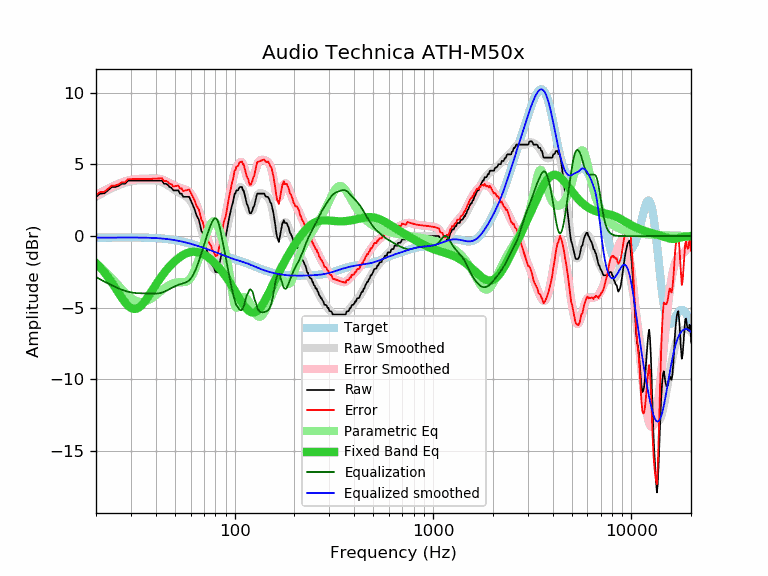 Audio Technica ATH-M50x
Amplitude (dBr)
10
5
0
−5
−10
−15
Target
Raw Smoothed
Error Smoothed
Raw
Error
Parametric Eq
Fixed Band Eq
Equalization
Equalized smoothed
100 1000 10000
Frequency (Hz)